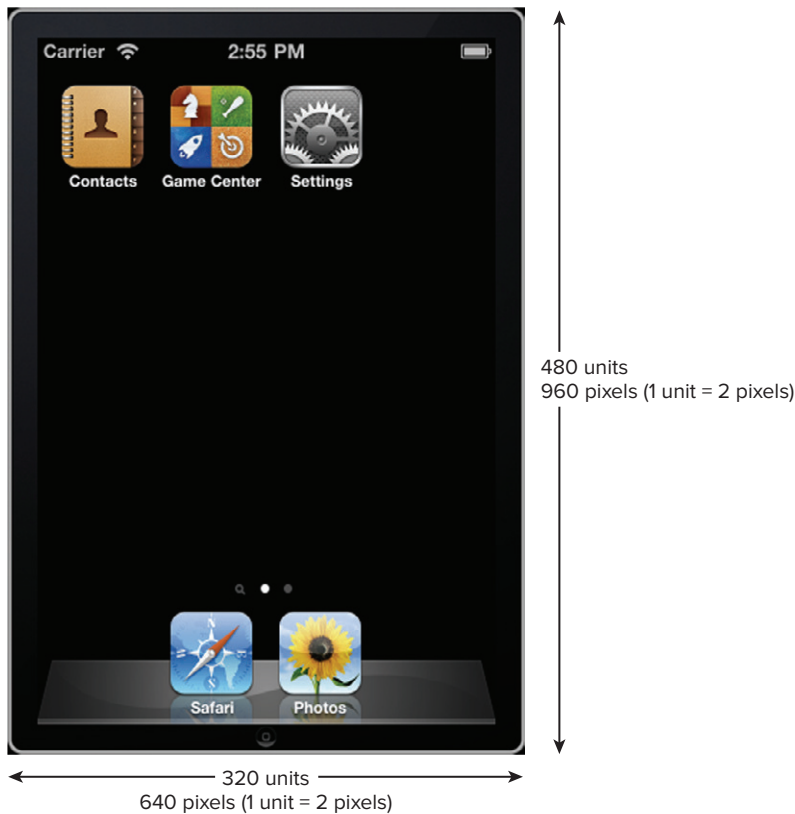 Carrier 2:55 PM
Contacts Game Center Settings
480 units
960 pixels (1 unit = 2 pixels)
Safari Photos
320 units
640 pixels (1 unit = 2 pixels)